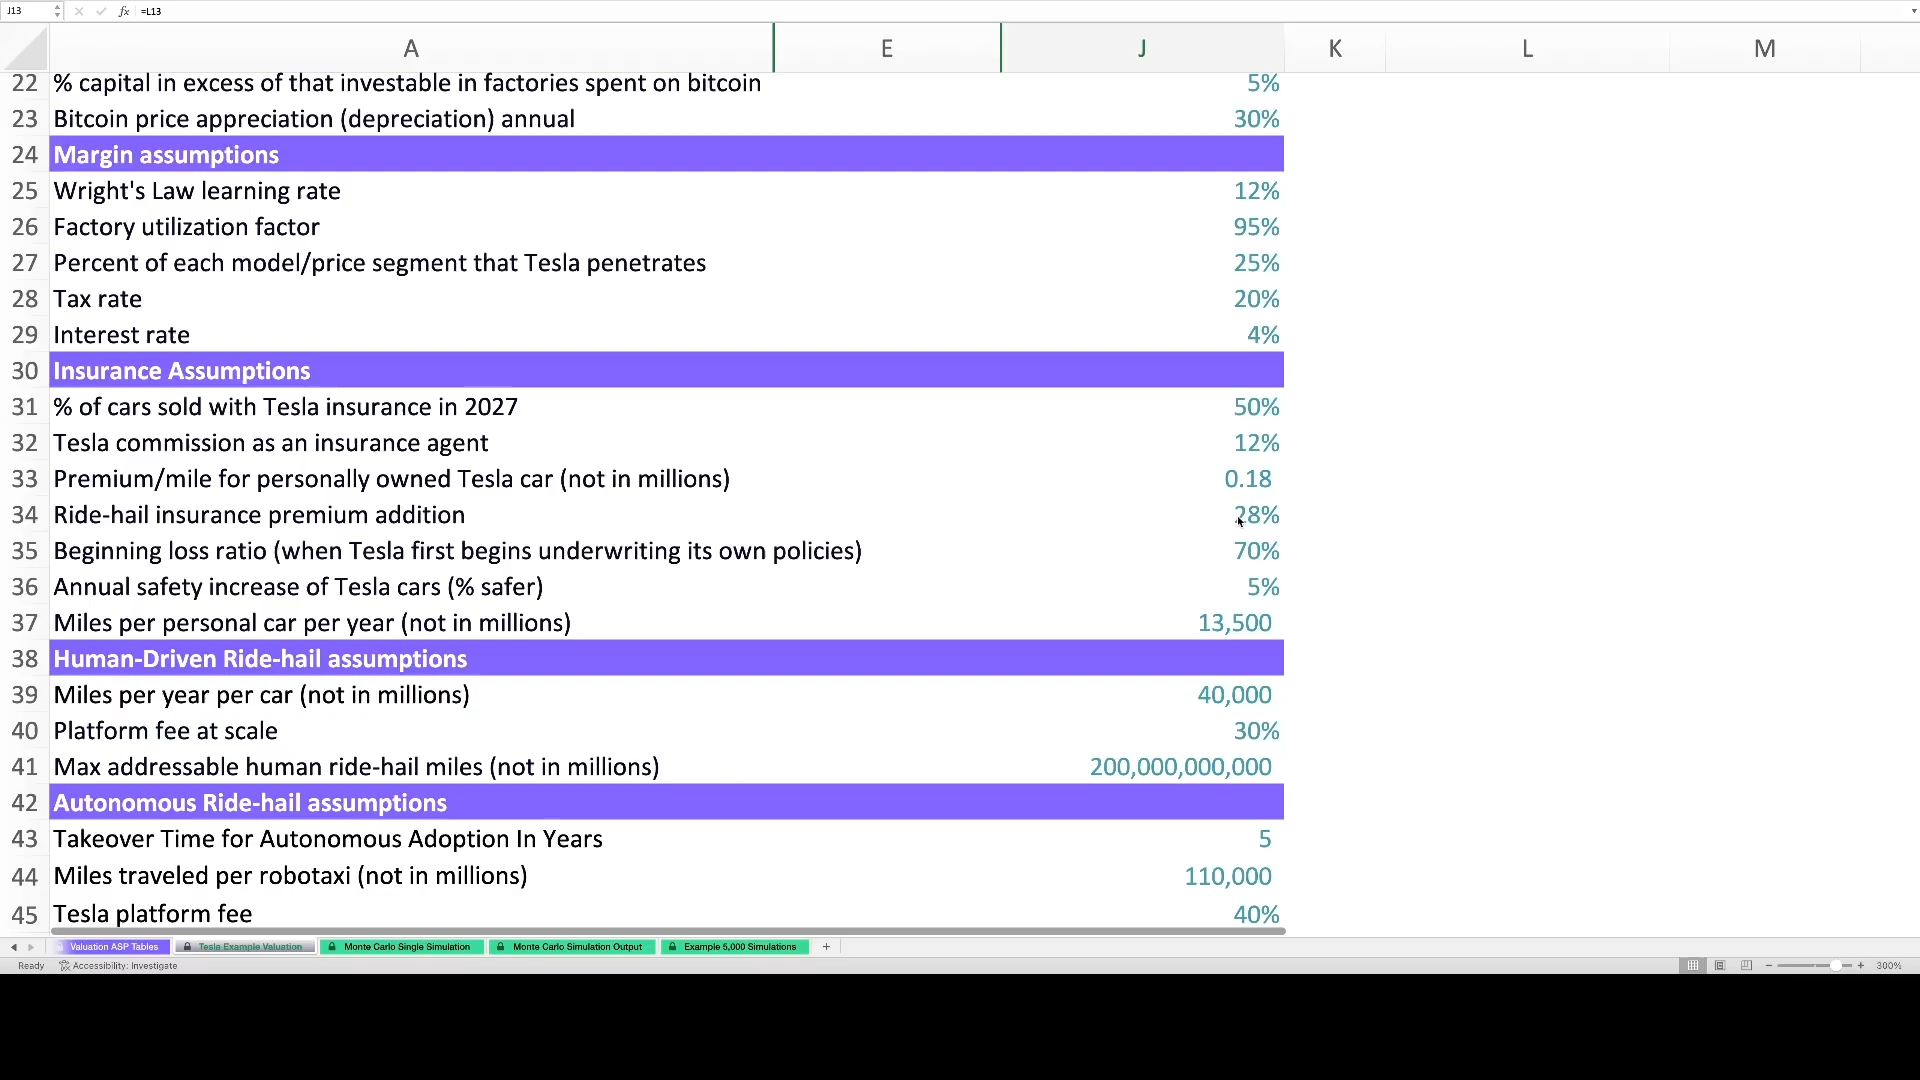 J13 fx =L13
A E J K L M
22 % capital in excess of that investable in factories spent on bitcoin 5%
23 Bitcoin price appreciation (depreciation) annual 30%
24 Margin assumptions
25 Wright's Law learning rate 12%
26 Factory utilization factor 95%
27 Percent of each model/price segment that Tesla penetrates 25%
28 Tax rate 20%
29 Interest rate 4%
30 Insurance Assumptions
31 % of cars sold with Tesla insurance in 2027 50%
32 Tesla commission as an insurance agent 12%
33 Premium/mile for personally owned Tesla car (not in millions) 0.18
34 Ride-hail insurance premium addition 28%
35 Beginning loss ratio (when Tesla first begins underwriting its own policies) 70%
36 Annual safety increase of Tesla cars (% safer) 5%
37 Miles per personal car per year (not in millions) 13,500
38 Human-Driven Ride-hail assumptions
39 Miles per year per car (not in millions) 40,000
40 Platform fee at scale 30%
41 Max addressable human ride-hail miles (not in millions) 200,000,000,000
42 Autonomous Ride-hail assumptions
43 Takeover Time for Autonomous Adoption In Years 5
44 Miles traveled per robotaxi (not in millions) 110,000
45 Tesla platform fee 40%
Valuation ASP Tables Tesla Example Valuation Monte Carlo Single Simulation Monte Carlo Simulation Output Example 5,000 Simulations +
Ready Accessibility: Investigate − + 300%